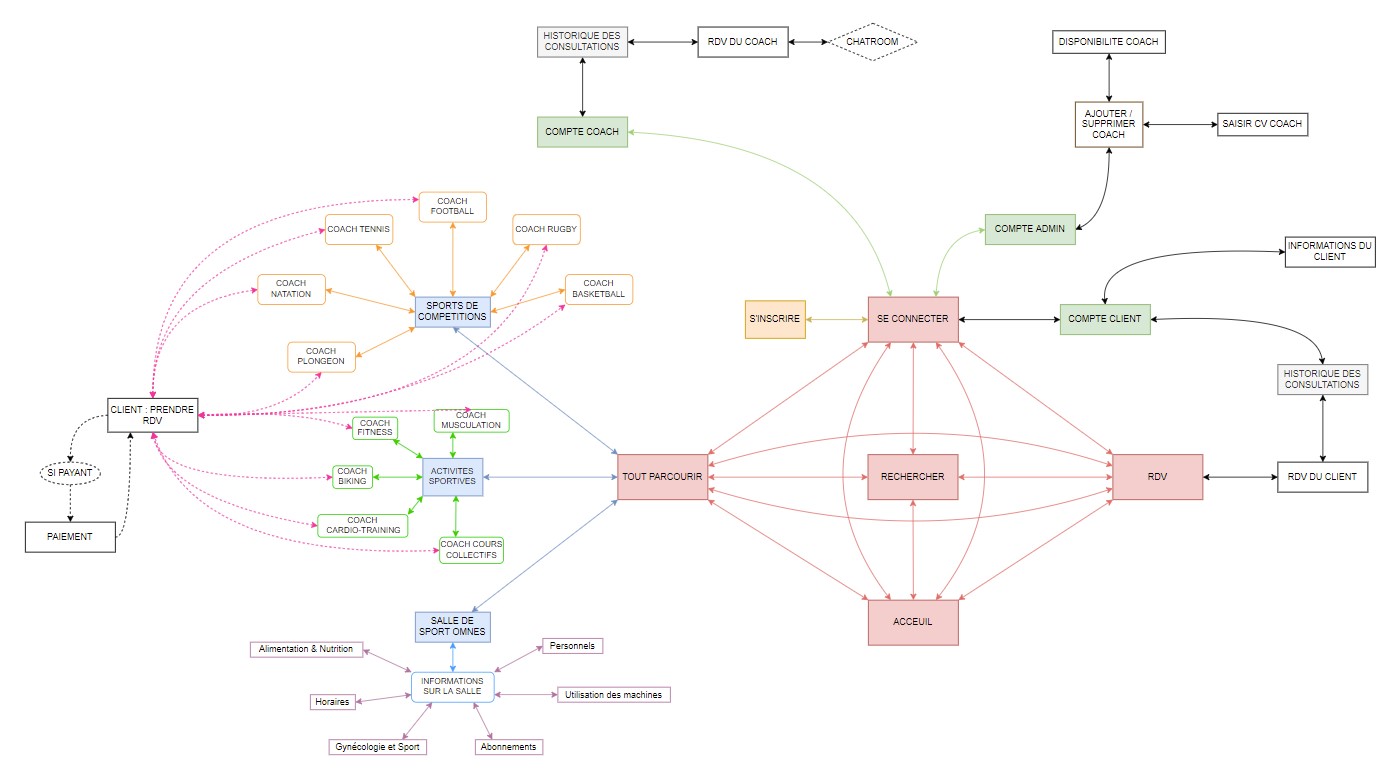 HISTORIQUE DES
CONSULTATIONS
RDV DU COACH
CHATROOM
DISPONIBILITE COACH
COMPTE COACH
AJOUTER /
SUPPRIMER
COACH
SAISIR CV COACH
COACH
FOOTBALL
COACH TENNIS
COACH RUGBY
COMPTE ADMIN
INFORMATIONS DU
CLIENT
COACH
NATATION
COACH
BASKETBALL
SPORTS DE
COMPETITIONS
S'INSCRIRE
SE CONNECTER
COMPTE CLIENT
COACH
PLONGEON
HISTORIQUE DES
CONSULTATIONS
CLIENT : PRENDRE
RDV
COACH
FITNESS
COACH
MUSCULATION
SI PAYANT
COACH
BIKING
ACTIVITES
SPORTIVES
TOUT PARCOURIR
RECHERCHER
RDV
RDV DU CLIENT
PAIEMENT
COACH
CARDIO-TRAINING
COACH COURS
COLLECTIFS
SALLE DE
SPORT OMNES
ACCEUIL
Alimentation & Nutrition
Personnels
INFORMATIONS
SUR LA SALLE
Horaires
Utilisation des machines
Gynécologie et Sport
Abonnements